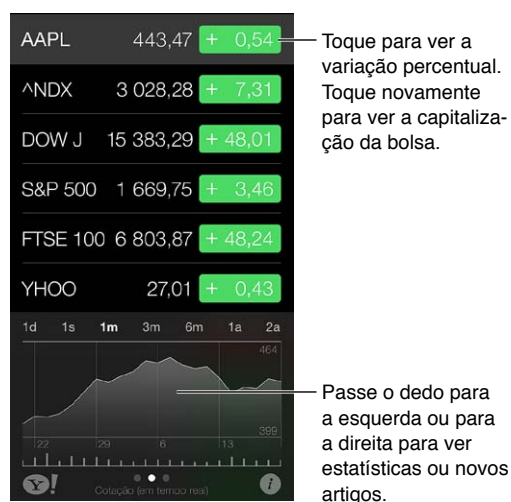 AAPL 443,47 + 0,54
^NDX 3 028,28 + 7,31
DOW J 15 383,29 + 48,01
S&P 500 1 669,75 + 3,46
FTSE 100 6 803,87 + 48,24
YHOO 27,01 + 0,43
1d 1s 1m 3m 6m 1a 2a
464
399
22 29 6 13
Y!
Cotação (em tempo real)
i
Toque para ver a
variação percentual.
Toque novamente
para ver a capitaliza-
ção da bolsa.
Passe o dedo para
a esquerda ou para
a direita para ver
estatísticas ou novos
artigos.